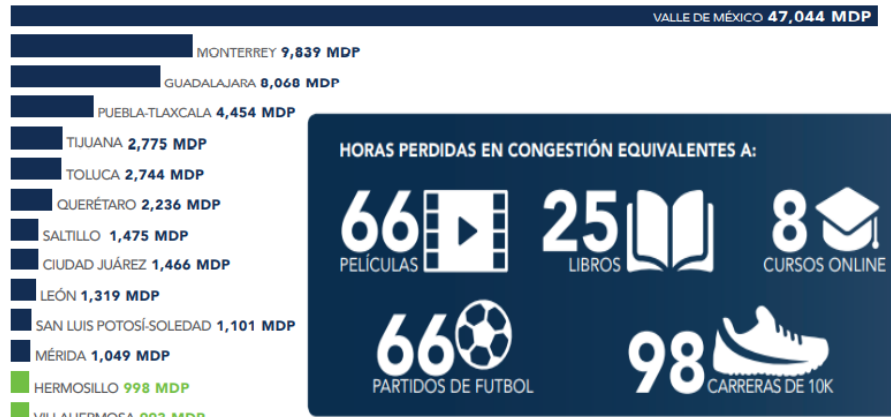 VALLE DE MÉXICO 47,044 MDP
MONTERREY 9,839 MDP
GUADALAJARA 8,068 MDP
PUEBLA-TLAXCALA 4,454 MDP
TIJUANA 2,775 MDP
TOLUCA 2,744 MDP
QUERÉTARO 2,236 MDP
SALTILLO 1,475 MDP
CIUDAD JUÁREZ 1,466 MDP
LEÓN 1,319 MDP
SAN LUIS POTOSÍ-SOLEDAD 1,101 MDP
MÉRIDA 1,049 MDP
HERMOSILLO 998 MDP
VILLAHERMOSA 993 MDP
HORAS PERDIDAS EN CONGESTIÓN EQUIVALENTES A:
66
PELÍCULAS
25
LIBROS
8
CURSOS ONLINE
66
PARTIDOS DE FUTBOL
98
CARRERAS DE 10K